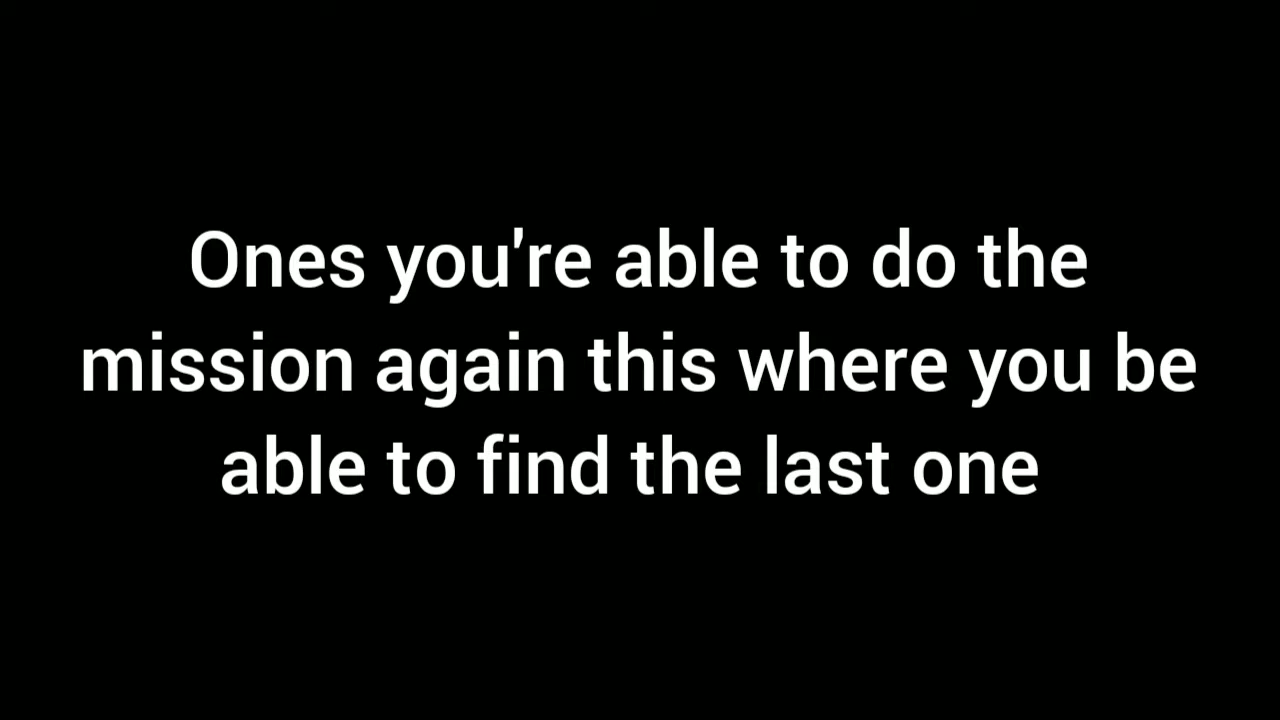 Ones you're able to do the
mission again this where you be
able to find the last one